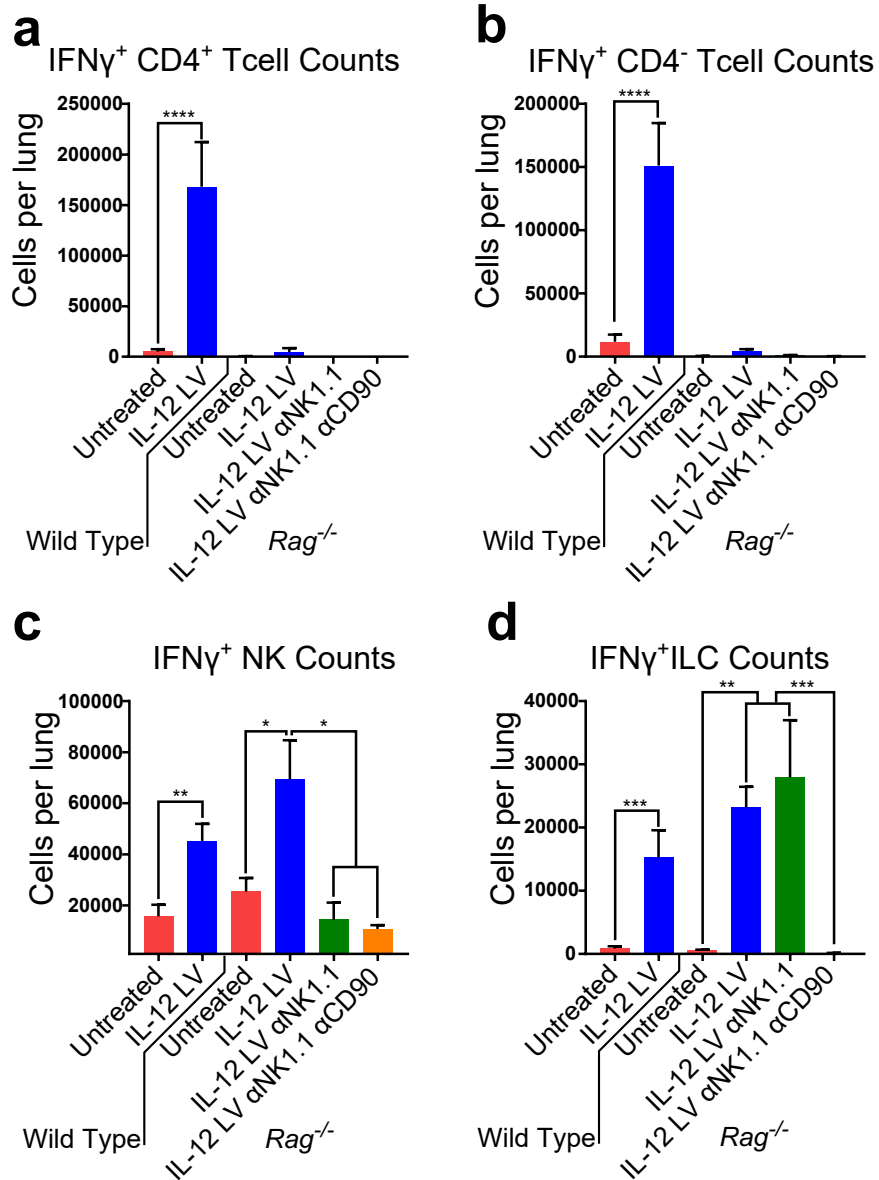 a
IFNγ⁺ CD4⁺ Tcell Counts
Cells per lung
250000
200000
150000
100000
50000
0
****
Untreated
IL-12 LV
Untreated
IL-12 LV
IL-12 LV αNK1.1
IL-12 LV αNK1.1 αCD90
Wild Type
Rag⁻/⁻
b
IFNγ⁺ CD4⁻ Tcell Counts
Cells per lung
200000
150000
100000
50000
0
****
Untreated
IL-12 LV
Untreated
IL-12 LV
IL-12 LV αNK1.1
IL-12 LV αNK1.1 αCD90
Wild Type
Rag⁻/⁻
c
IFNγ⁺ NK Counts
Cells per lung
100000
80000
60000
40000
20000
**
*
*
Untreated
IL-12 LV
Untreated
IL-12 LV
IL-12 LV αNK1.1
IL-12 LV αNK1.1 αCD90
Wild Type
Rag⁻/⁻
d
IFNγ⁺ILC Counts
Cells per lung
40000
30000
20000
10000
0
***
**
***
Untreated
IL-12 LV
Untreated
IL-12 LV
IL-12 LV αNK1.1
IL-12 LV αNK1.1 αCD90
Wild Type
Rag⁻/⁻